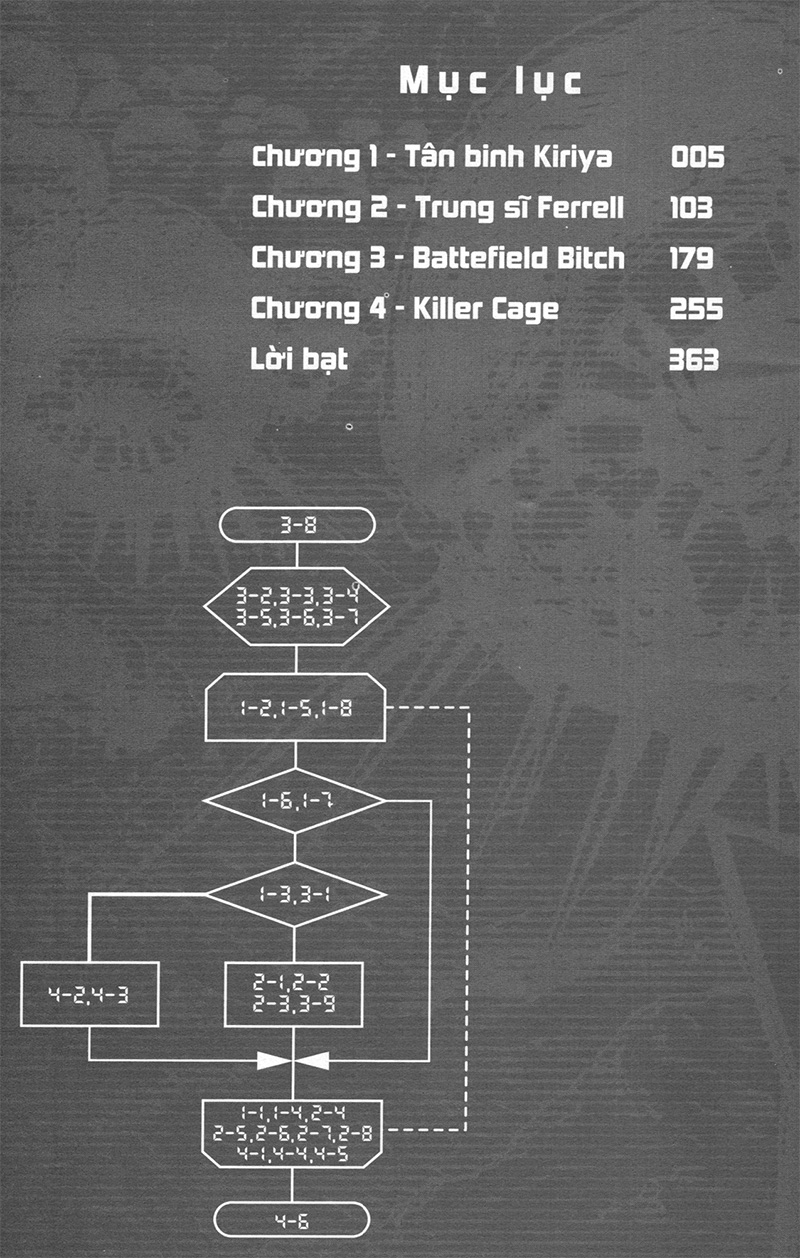 Mục lục
Chương 1 - Tân binh Kiriya 005
Chương 2 - Trung sĩ Ferrell 103
Chương 3 - Battefield Bitch 179
Chương 4 - Killer Cage 255
Lời bạt 363
3-8
3-2,3-3,3-4
3-5,3-6,3-7
1-2,1-5,1-8
1-6,1-7
1-3,3-1
4-2,4-3
2-1,2-2
2-3,3-9
1-1,1-4,2-4
2-5,2-6,2-7,2-8
4-1,4-4,4-5
4-6